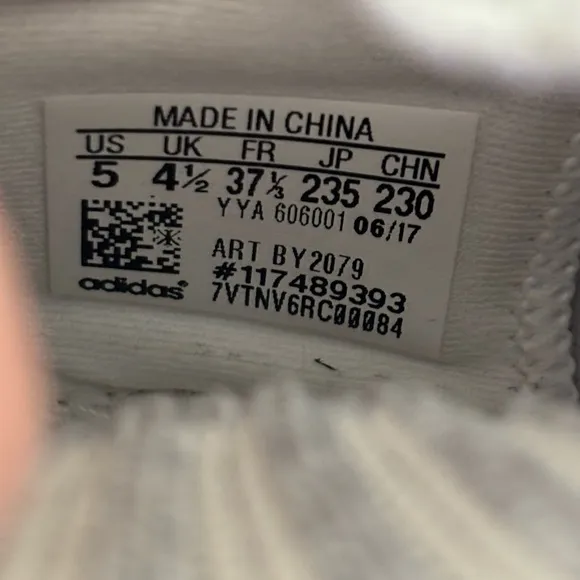 MADE IN CHINA
US UK FR JP CHN
5 4½ 37⅓ 235 230
YYA 606001 06/17
ART BY2079
#117489393
adidas®
7VTNV6RC00084